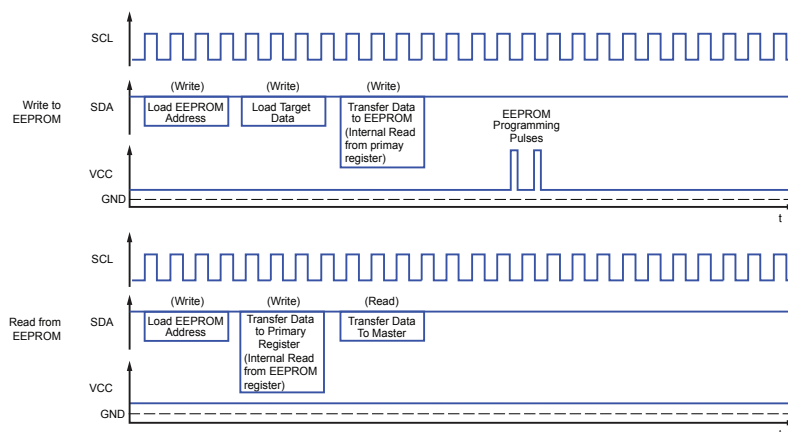 SCL
(Write) (Write) (Write)
Write to
EEPROM
SDA
Load EEPROM
Address
Load Target
Data
Transfer Data
to EEPROM
(Internal Read
from primay
register)
EEPROM
Programming
Pulses
VCC
GND
t
SCL
(Write) (Write) (Read)
Read from
EEPROM
SDA
Load EEPROM
Address
Transfer Data
to Primary
Register
(Internal Read
from EEPROM
register)
Transfer Data
To Master
VCC
GND
t